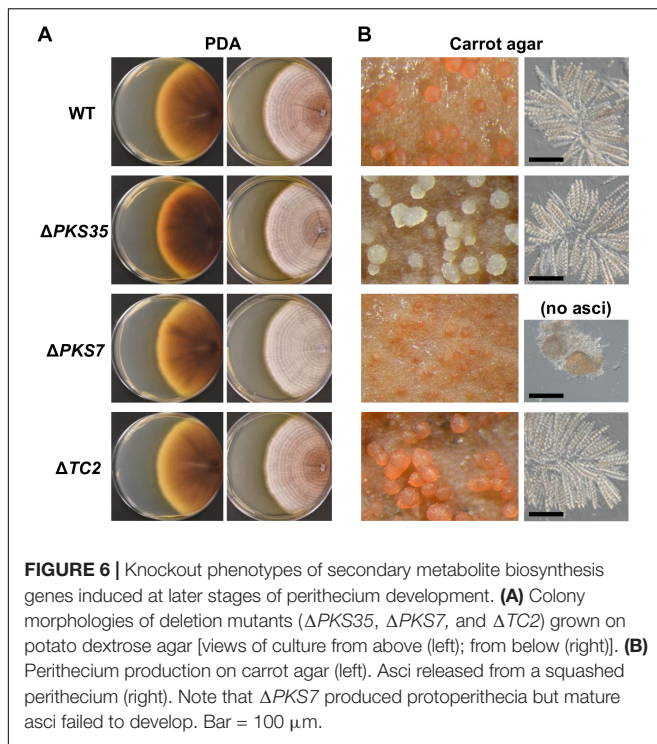 A
B
PDA
Carrot agar
WT
ΔPKS35
ΔPKS7
(no asci)
ΔTC2
FIGURE 6 | Knockout phenotypes of secondary metabolite biosynthesis
genes induced at later stages of perithecium development. (A) Colony
morphologies of deletion mutants (ΔPKS35, ΔPKS7, and ΔTC2) grown on
potato dextrose agar [views of culture from above (left); from below (right)]. (B)
Perithecium production on carrot agar (left). Asci released from a squashed
perithecium (right). Note that ΔPKS7 produced protoperithecia but mature
asci failed to develop. Bar = 100 μm.